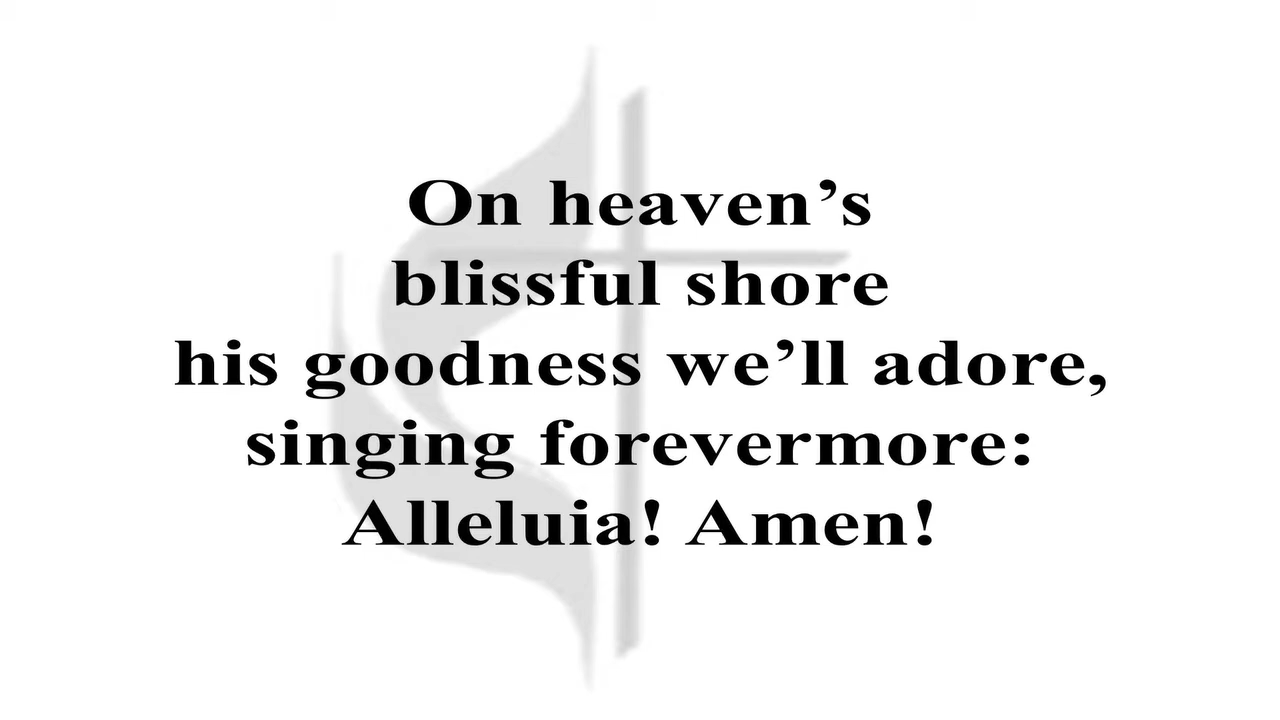 On heaven’s
blissful shore
his goodness we’ll adore,
singing forevermore:
Alleluia! Amen!